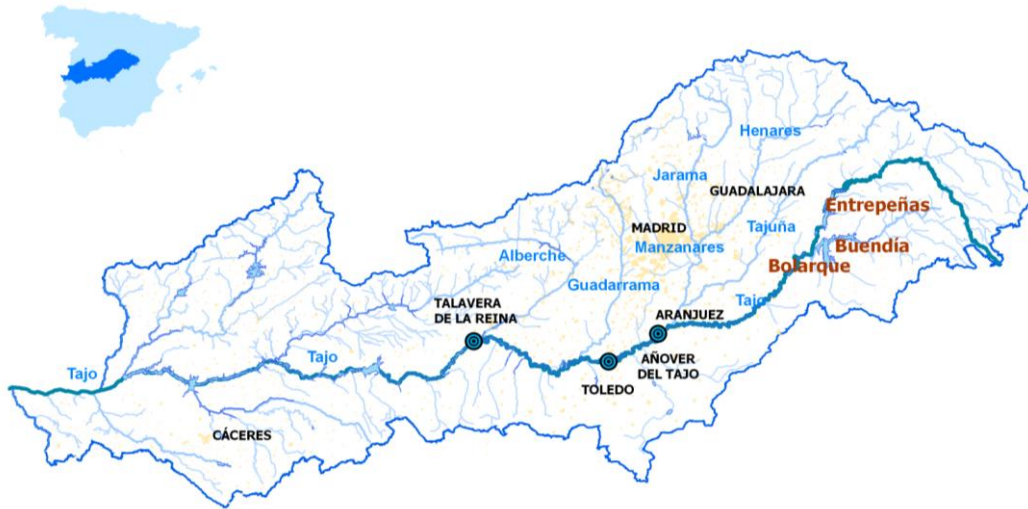 Henares
Jarama
GUADALAJARA
Entrepeñas
MADRID
Tajuña
Manzanares
Buendía
Alberche
Bolarque
Guadarrama
TALAVERA
DE LA REINA
Tajo
ARANJUEZ
Tajo
AÑOVER
DEL TAJO
Tajo
TOLEDO
CÁCERES